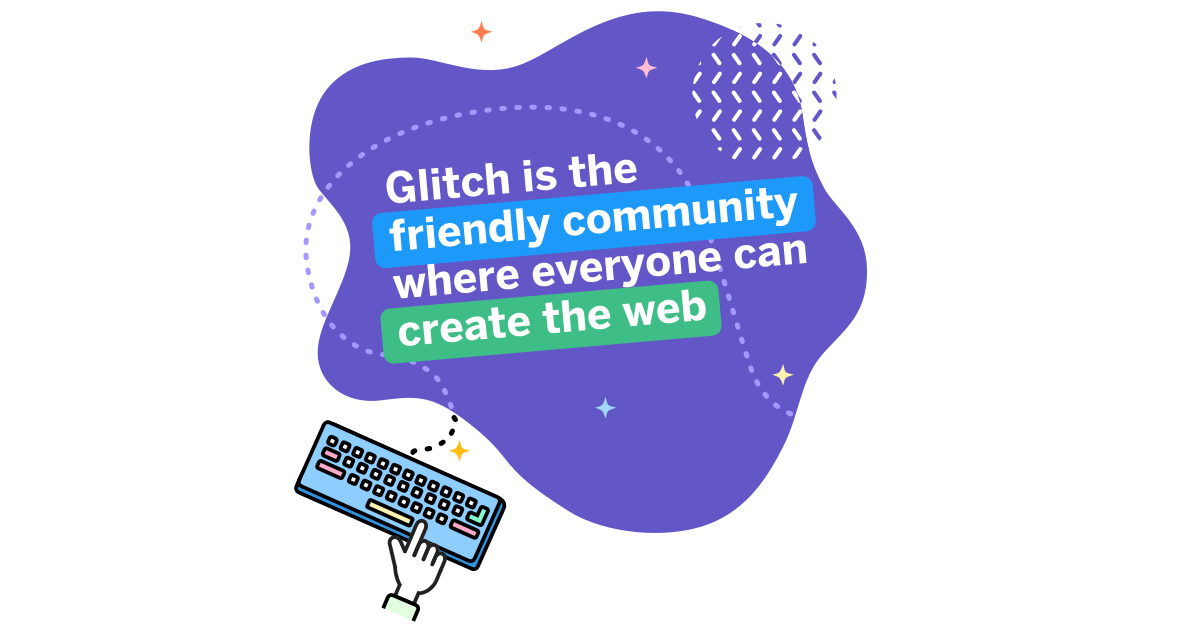 Glitch is the
friendly community
where everyone can
create the web